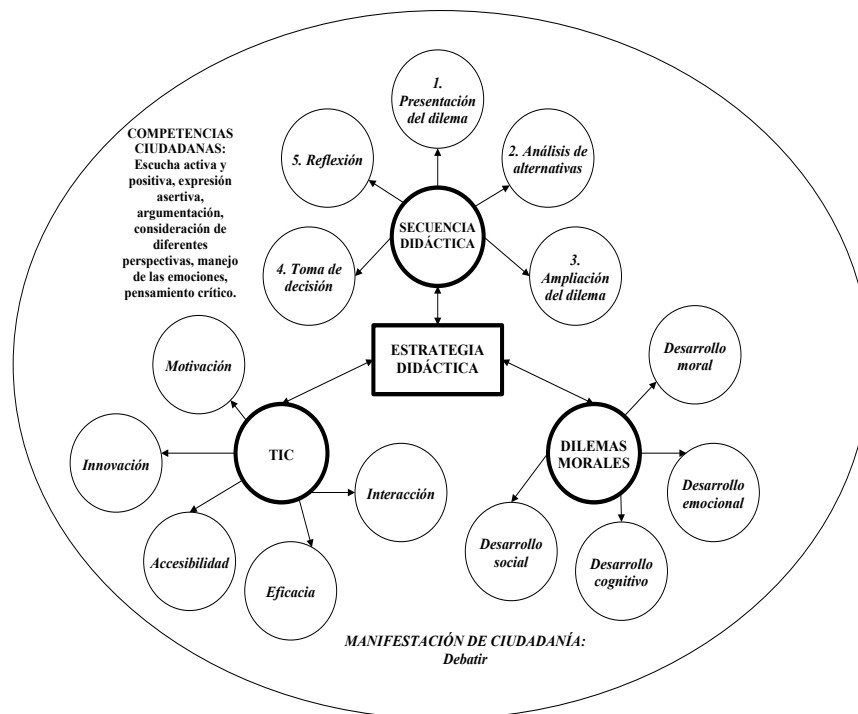 1.
Presentación
del dilema
COMPETENCIAS
CIUDADANAS:
Escucha activa y
positiva, expresión
asertiva,
argumentación,
consideración de
diferentes
perspectivas, manejo
de las emociones,
pensamiento crítico.
5. Reflexión
2. Análisis de
alternativas
SECUENCIA
DIDÁCTICA
4. Toma de
decisión
3.
Ampliación
del dilema
ESTRATEGIA
DIDÁCTICA
Motivación
Desarrollo
moral
TIC
DILEMAS
MORALES
Innovación
Interacción
Desarrollo
emocional
Accesibilidad
Eficacia
Desarrollo
social
Desarrollo
cognitivo
MANIFESTACIÓN DE CIUDADANÍA:
Debatir